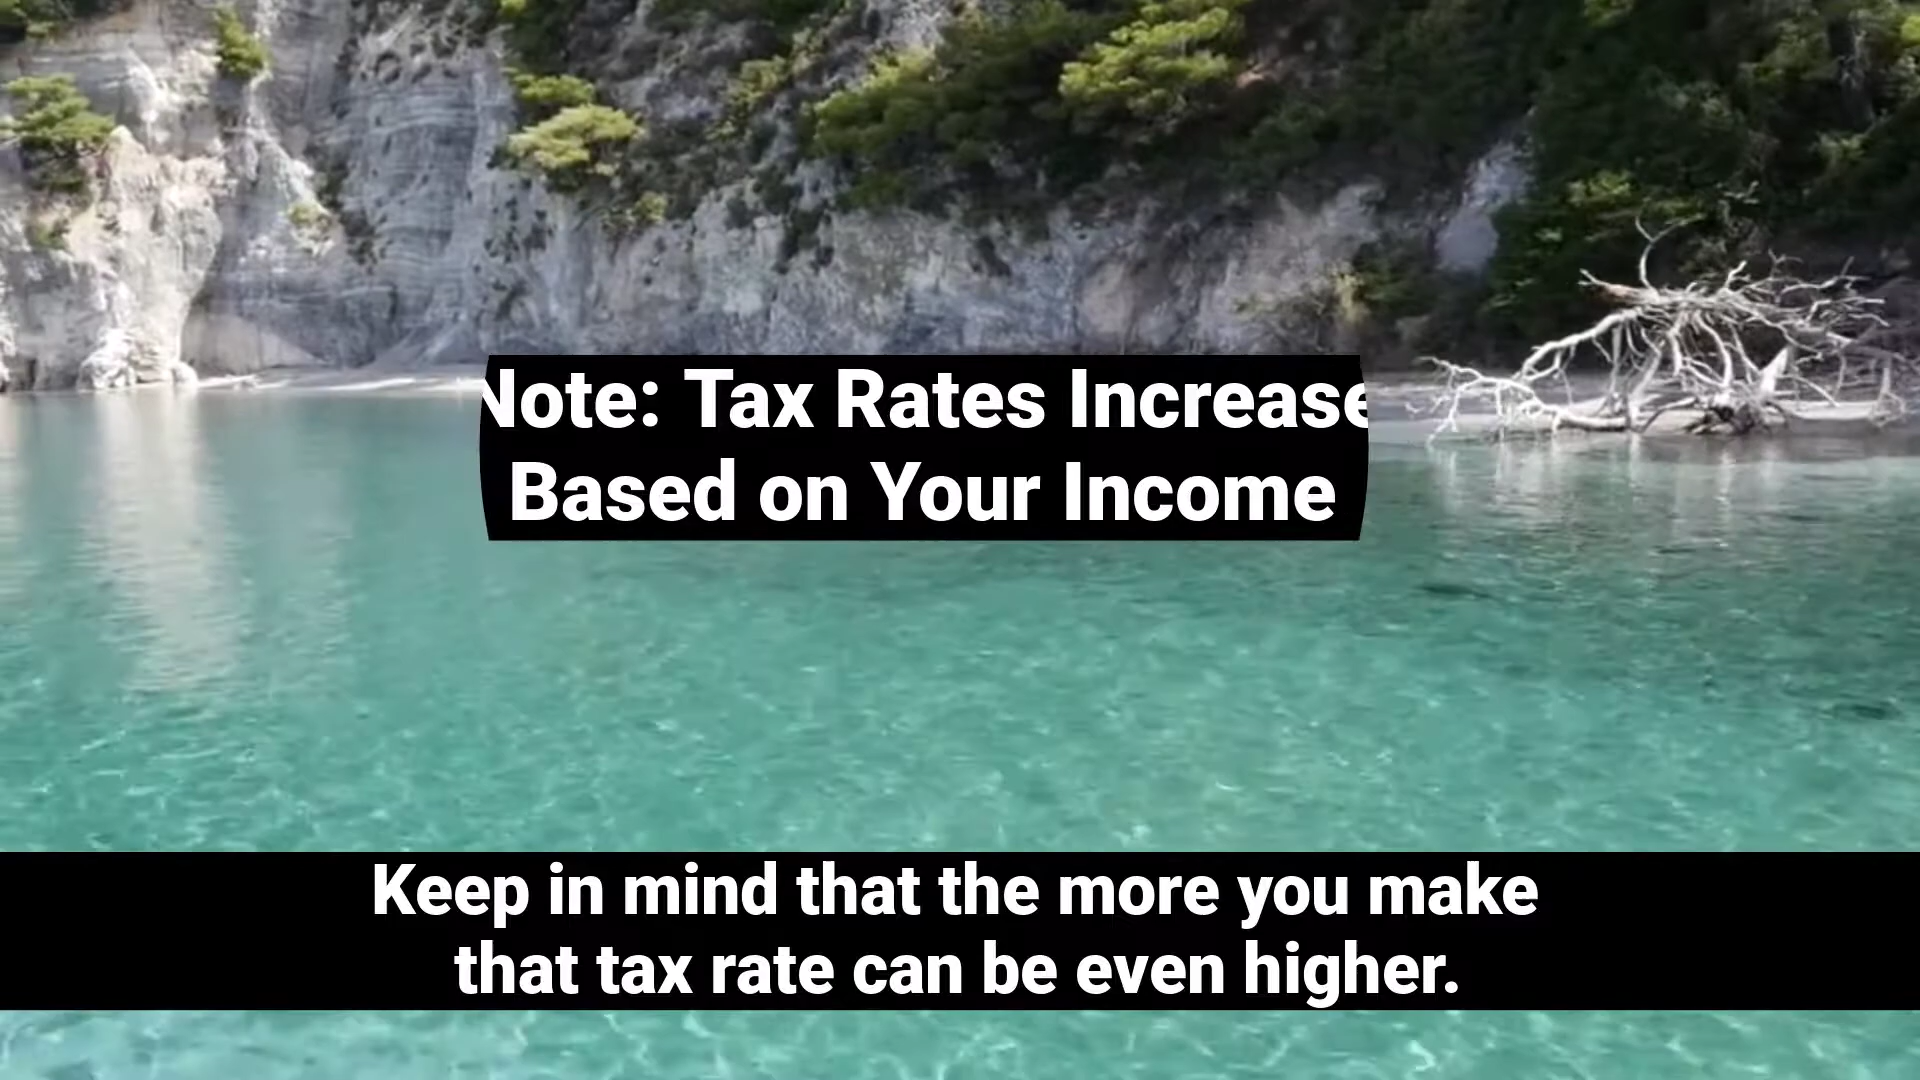 Note: Tax Rates Increase
Based on Your Income
Keep in mind that the more you make
that tax rate can be even higher.